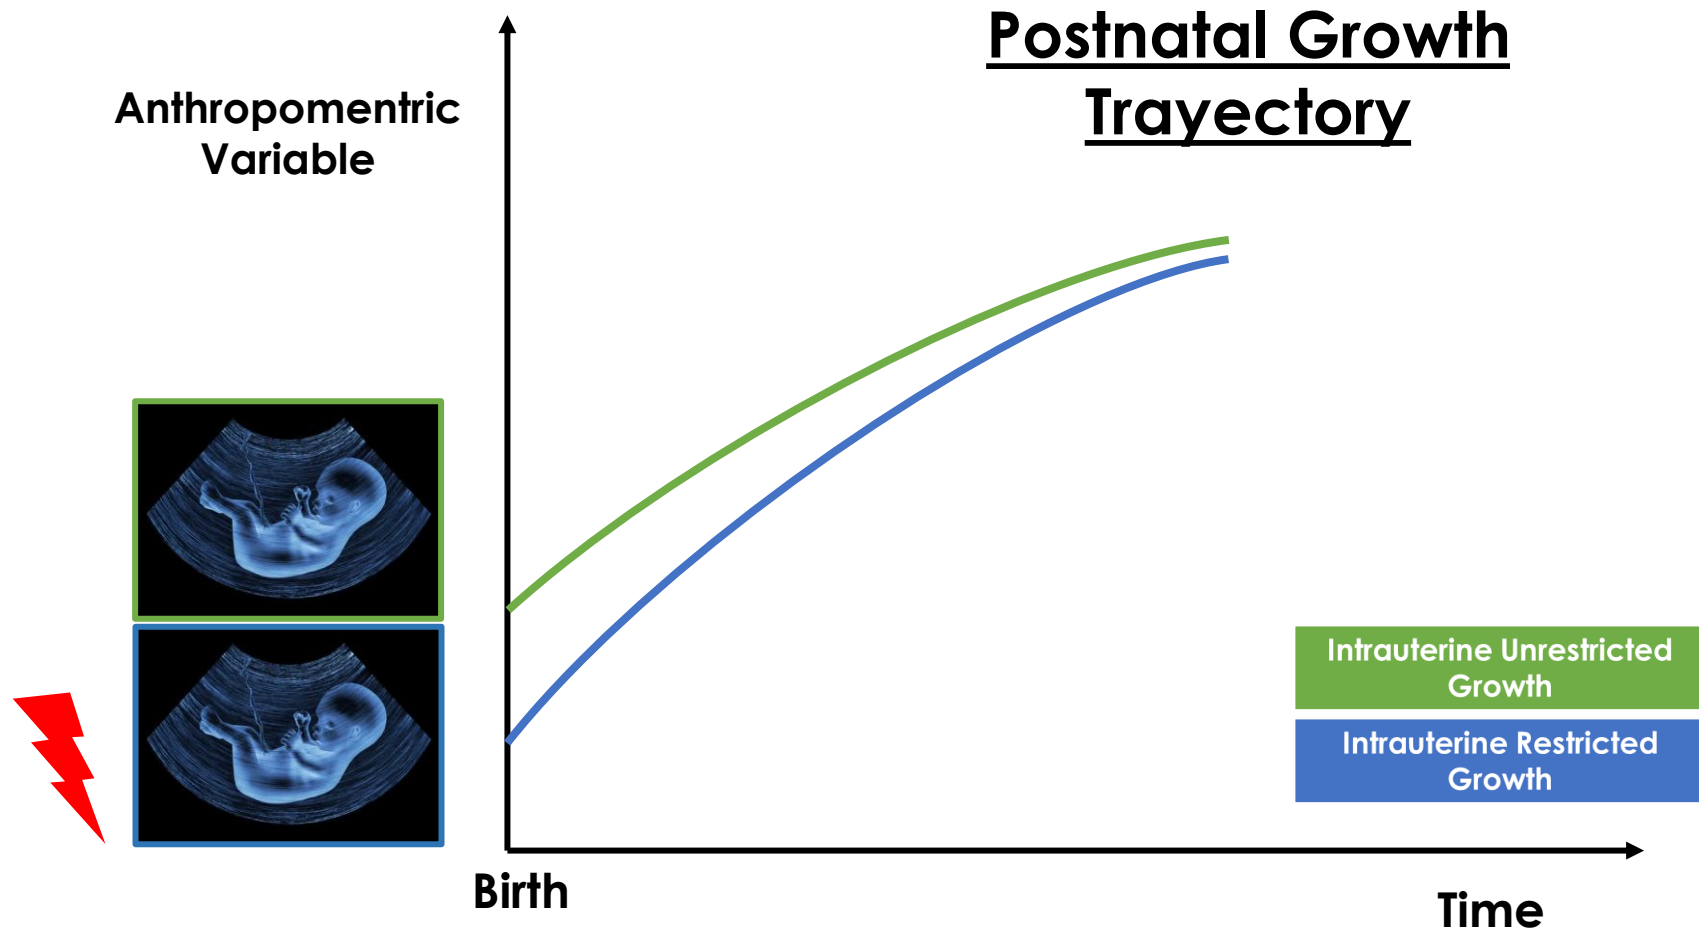 Postnatal Growth
Trayectory
Anthropomentric
Variable
Intrauterine Unrestricted
Growth
Intrauterine Restricted
Growth
Birth
Time